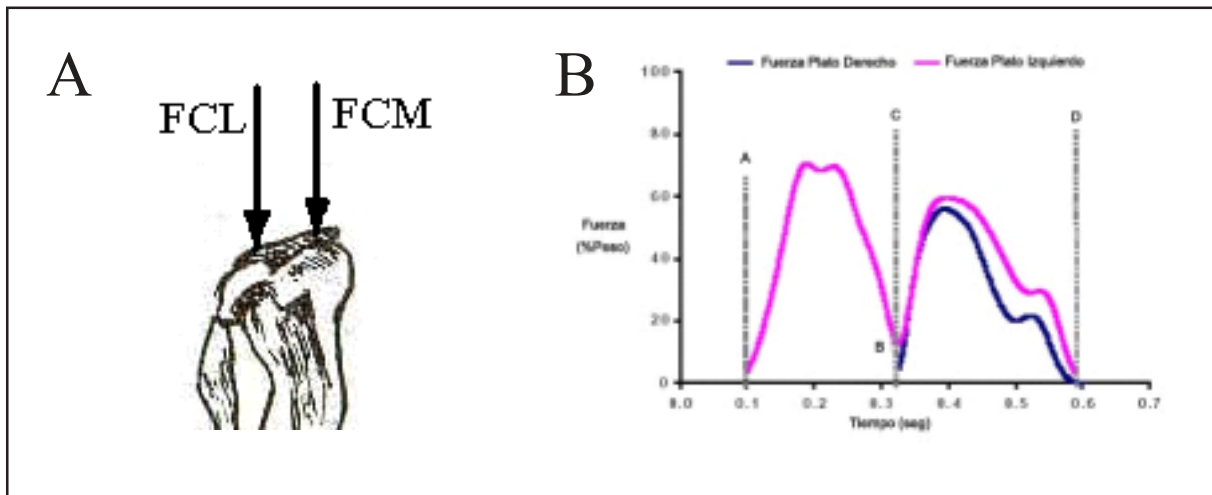 A
FCL
FCM
B
Fuerza Plato Derecho
Fuerza Plato Izquierdo
100
80
60
40
20
0
Fuerza
(%Peso)
A
B
C
D
0.0 0.1 0.2 0.3 0.4 0.5 0.6 0.7
Tiempo (seg)